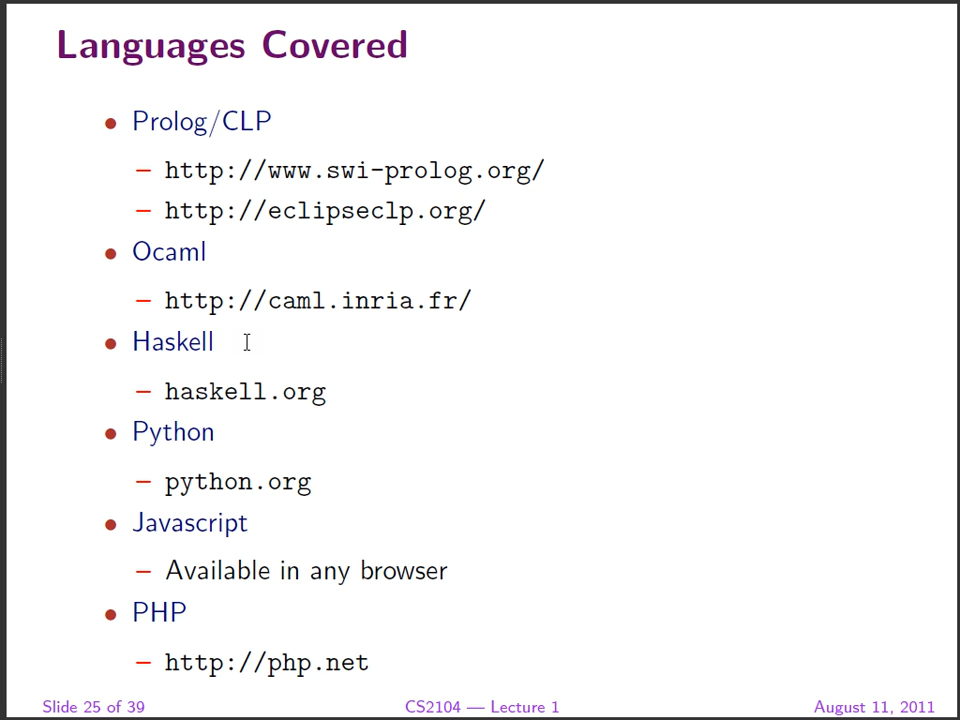 Languages Covered
• Prolog/CLP
– http://www.swi-prolog.org/
– http://eclipseclp.org/
• Ocaml
– http://caml.inria.fr/
• Haskell
– haskell.org
• Python
– python.org
• Javascript
– Available in any browser
• PHP
– http://php.net
Slide 25 of 39 CS2104 — Lecture 1 August 11, 2011